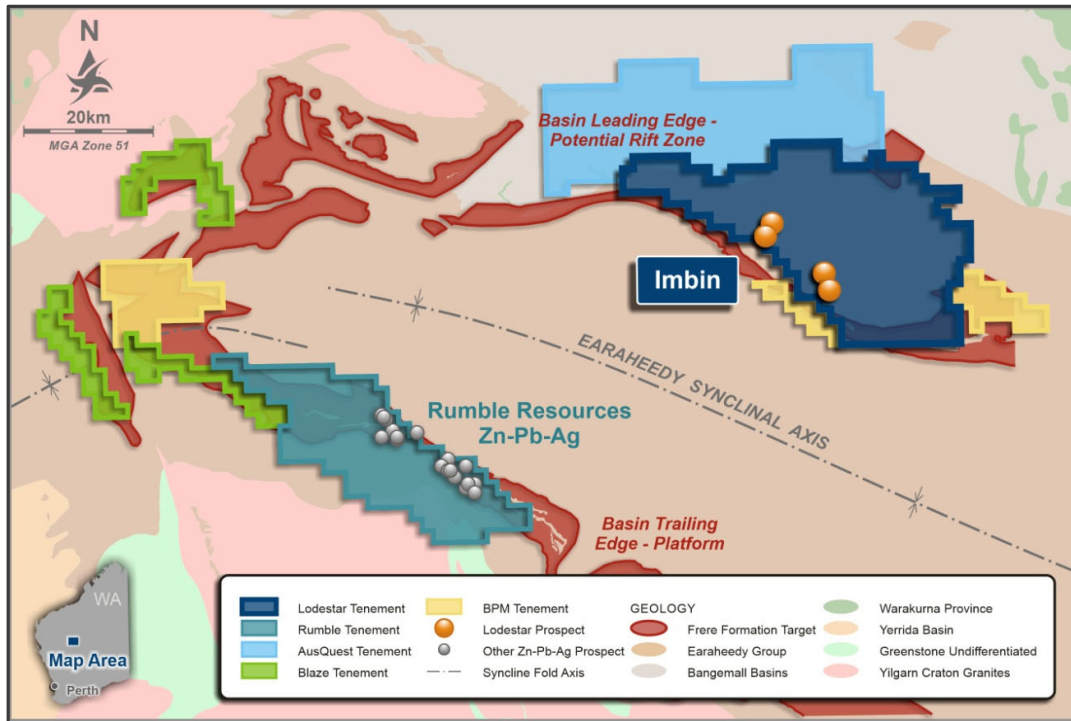 N
20km
MGA Zone 51
Basin Leading Edge -
Potential Rift Zone
Imbin
EARAHEEDY SYNCLINAL AXIS
Rumble Resources
Zn-Pb-Ag
Basin Trailing
Edge - Platform
WA
Map Area
Perth
Lodestar Tenement
Rumble Tenement
AusQuest Tenement
Blaze Tenement
BPM Tenement
Lodestar Prospect
Other Zn-Pb-Ag Prospect
Syncline Fold Axis
GEOLOGY
Frere Formation Target
Earaheedy Group
Bangemall Basins
Warakurna Province
Yerrida Basin
Greenstone Undifferentiated
Yilgarn Craton Granites